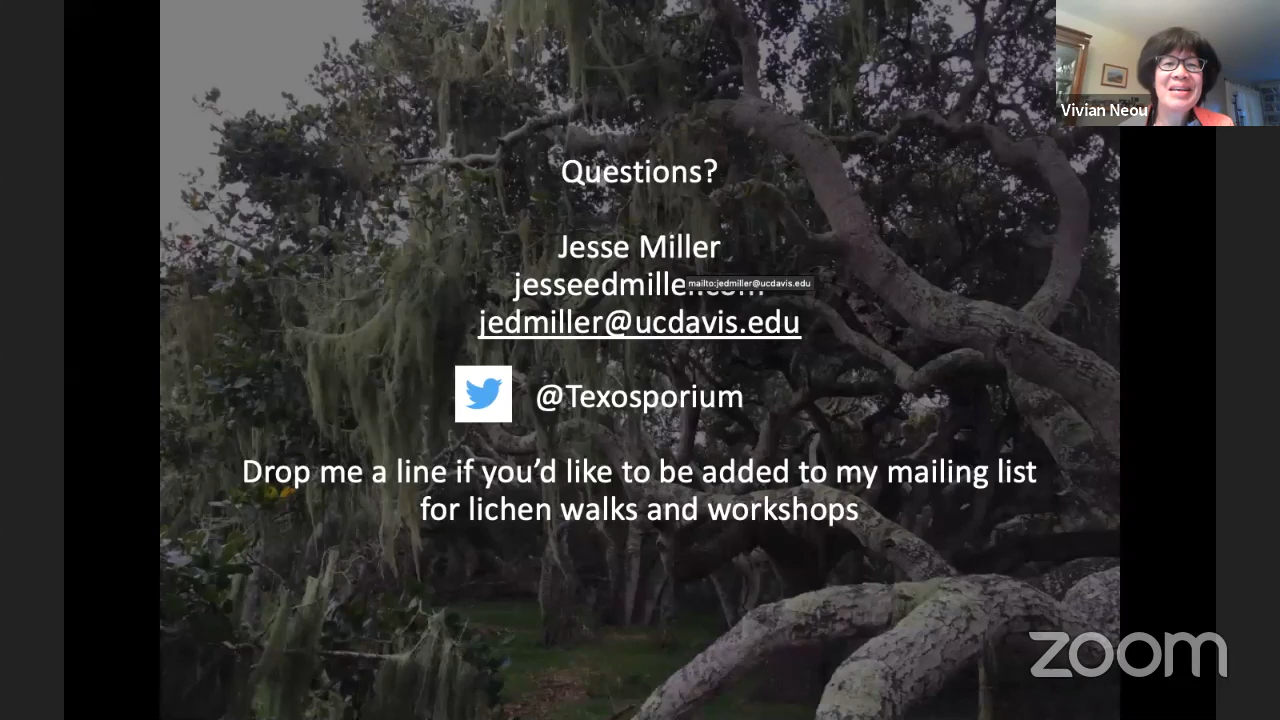 Vivian Neou
Questions?
Jesse Miller
jesseedmille
mailto:jedmiller@ucdavis.edu
jedmiller@ucdavis.edu
@Texosporium
Drop me a line if you’d like to be added to my mailing list
for lichen walks and workshops
zoom